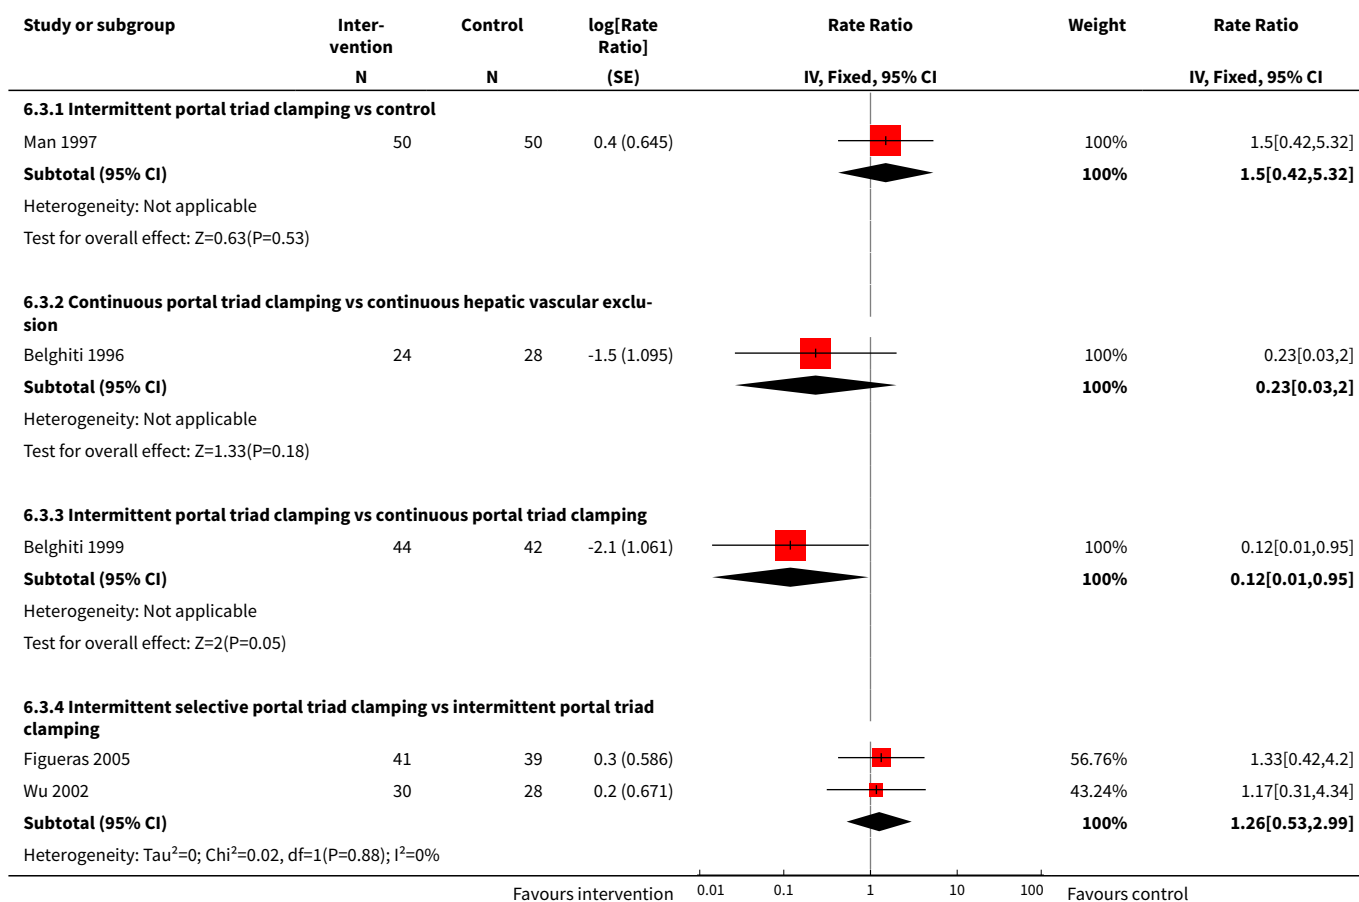 Study or subgroup Inter- Control log[Rate Rate Ratio Weight Rate Ratio
vention Ratio]
N N (SE) IV, Fixed, 95% CI IV, Fixed, 95% CI
6.3.1 Intermittent portal triad clamping vs control
Man 1997 50 50 0.4 (0.645) 100% 1.5[0.42,5.32]
Subtotal (95% CI) 100% 1.5[0.42,5.32]
Heterogeneity: Not applicable
Test for overall effect: Z=0.63(P=0.53)
6.3.2 Continuous portal triad clamping vs continuous hepatic vascular exclu-
sion
Belghiti 1996 24 28 -1.5 (1.095) 100% 0.23[0.03,2]
Subtotal (95% CI) 100% 0.23[0.03,2]
Heterogeneity: Not applicable
Test for overall effect: Z=1.33(P=0.18)
6.3.3 Intermittent portal triad clamping vs continuous portal triad clamping
Belghiti 1999 44 42 -2.1 (1.061) 100% 0.12[0.01,0.95]
Subtotal (95% CI) 100% 0.12[0.01,0.95]
Heterogeneity: Not applicable
Test for overall effect: Z=2(P=0.05)
6.3.4 Intermittent selective portal triad clamping vs intermittent portal triad
clamping
Figueras 2005 41 39 0.3 (0.586) 56.76% 1.33[0.42,4.2]
Wu 2002 30 28 0.2 (0.671) 43.24% 1.17[0.31,4.34]
Subtotal (95% CI) 100% 1.26[0.53,2.99]
Heterogeneity: Tau²=0; Chi²=0.02, df=1(P=0.88); I²=0%
Favours intervention 0.01 0.1 1 10 100 Favours control